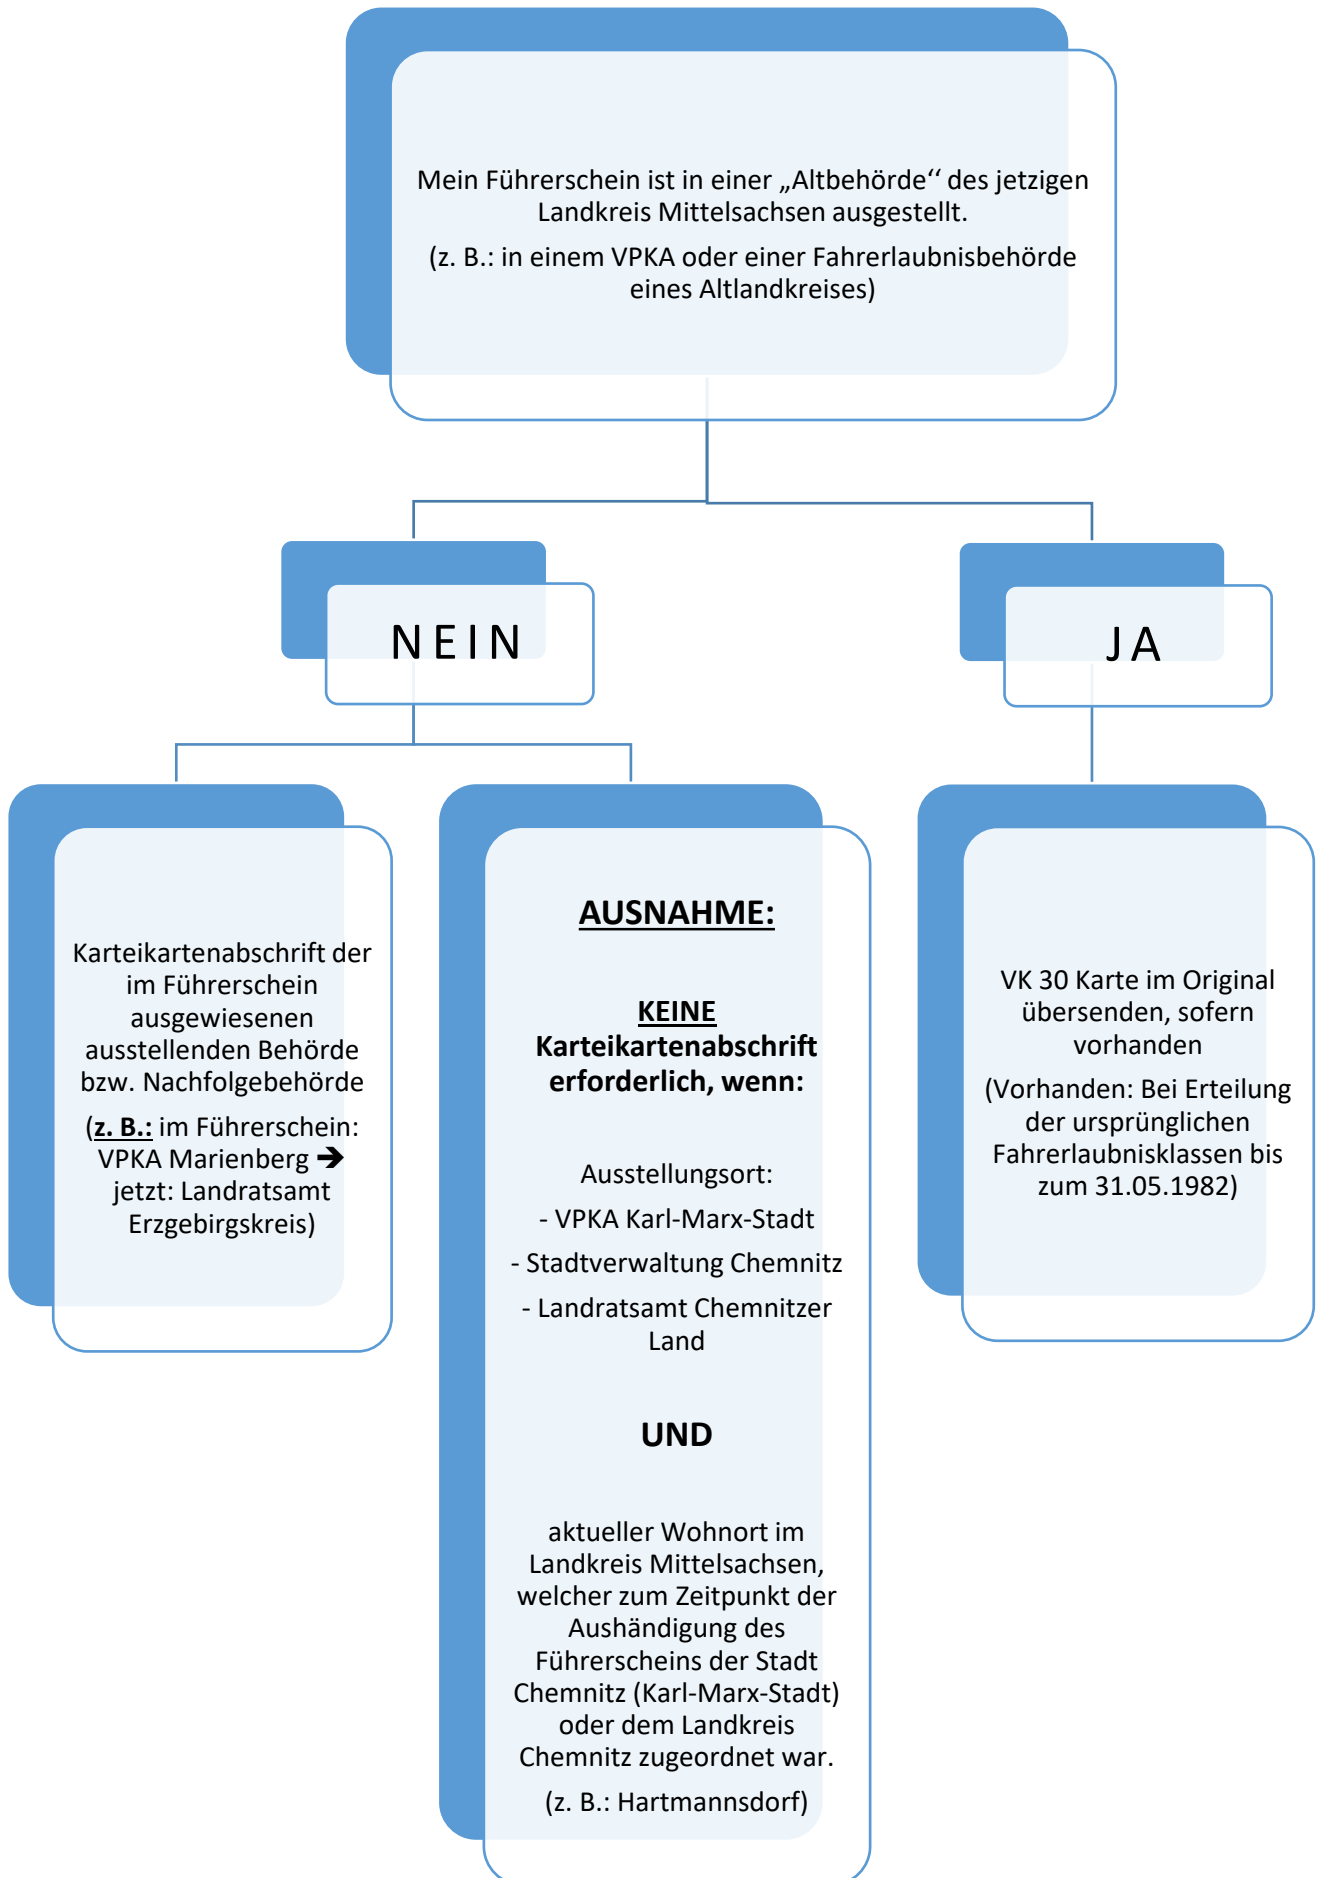 Mein Führerschein ist in einer „Altbehörde‘‘ des jetzigen
Landkreis Mittelsachsen ausgestellt.
(z. B.: in einem VPKA oder einer Fahrerlaubnisbehörde
eines Altlandkreises)
NEIN
JA
Karteikartenabschrift der
im Führerschein
ausgewiesenen
ausstellenden Behörde
bzw. Nachfolgebehörde
(z. B.: im Führerschein:
VPKA Marienberg ➔
jetzt: Landratsamt
Erzgebirgskreis)
AUSNAHME:
KEINE
Karteikartenabschrift
erforderlich, wenn:
Ausstellungsort:
- VPKA Karl-Marx-Stadt
- Stadtverwaltung Chemnitz
- Landratsamt Chemnitzer
Land
UND
aktueller Wohnort im
Landkreis Mittelsachsen,
welcher zum Zeitpunkt der
Aushändigung des
Führerscheins der Stadt
Chemnitz (Karl-Marx-Stadt)
oder dem Landkreis
Chemnitz zugeordnet war.
(z. B.: Hartmannsdorf)
VK 30 Karte im Original
übersenden, sofern
vorhanden
(Vorhanden: Bei Erteilung
der ursprünglichen
Fahrerlaubnisklassen bis
zum 31.05.1982)